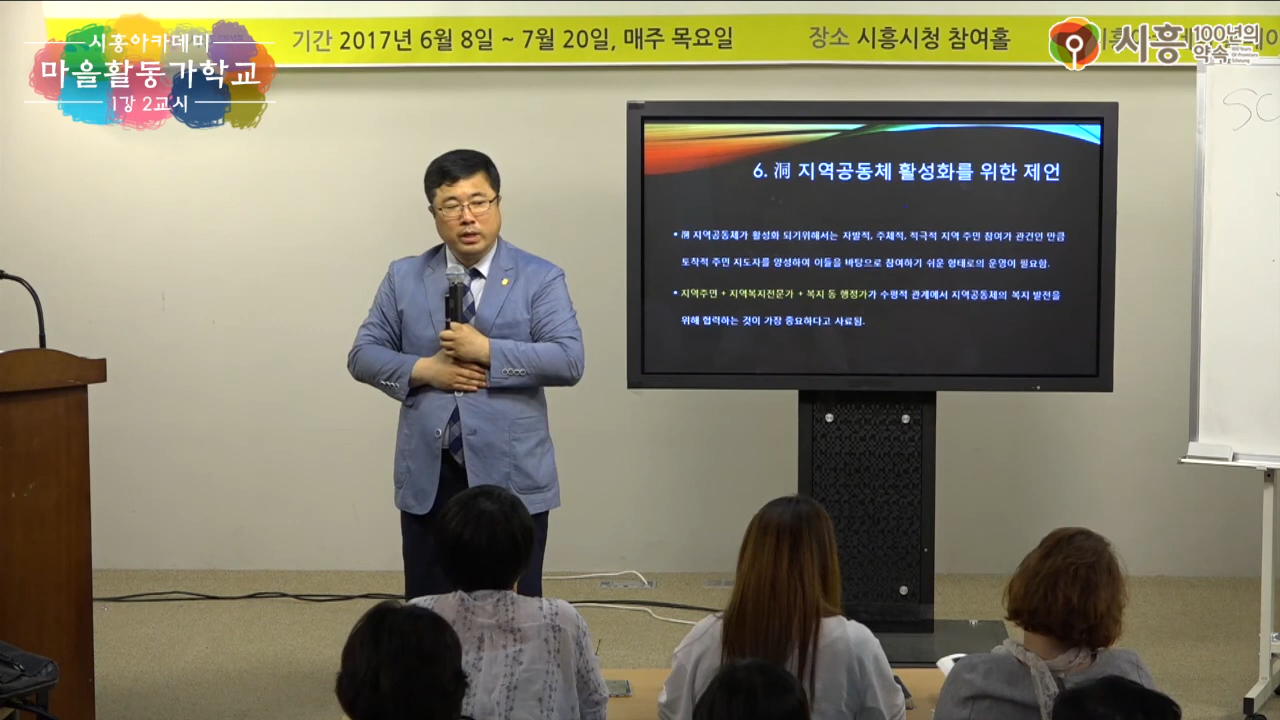 시흥아카데미
마을활동가학교
1강 2교시
기간 2017년 6월 8일 ~ 7월 20일, 매주 목요일
장소 시흥시청 참여홀
시흥 100년의 약속
6. 洞 지역공동체 활성화를 위한 제언
• 洞 지역공동체가 활성화 되기위해서는 자발적, 주체적, 적극적 지역 주민 참여가 관건인 만큼
토착적 주민 지도자를 양성하여 이들을 바탕으로 참여하기 쉬운 형태로의 운영이 필요함.
• 지역주민 + 지역복지전문가 + 복지 동 행정가가 수평적 관계에서 지역공동체의 복지 발전을
위해 협력하는 것이 가장 중요하다고 사료됨.